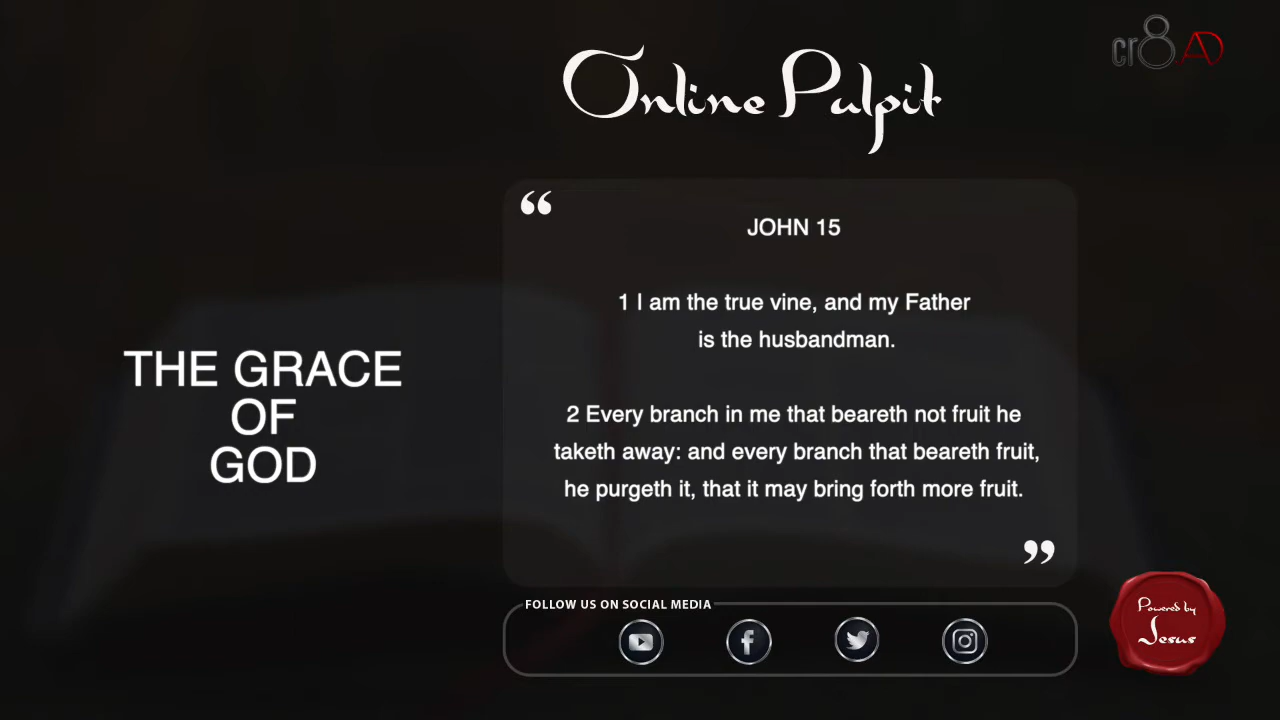 cr8.AD
Online Pulpit
THE GRACE
OF
GOD
“
JOHN 15
1 I am the true vine, and my Father
is the husbandman.
2 Every branch in me that beareth not fruit he
taketh away: and every branch that beareth fruit,
he purgeth it, that it may bring forth more fruit.
”
FOLLOW US ON SOCIAL MEDIA
Powered by
Jesus